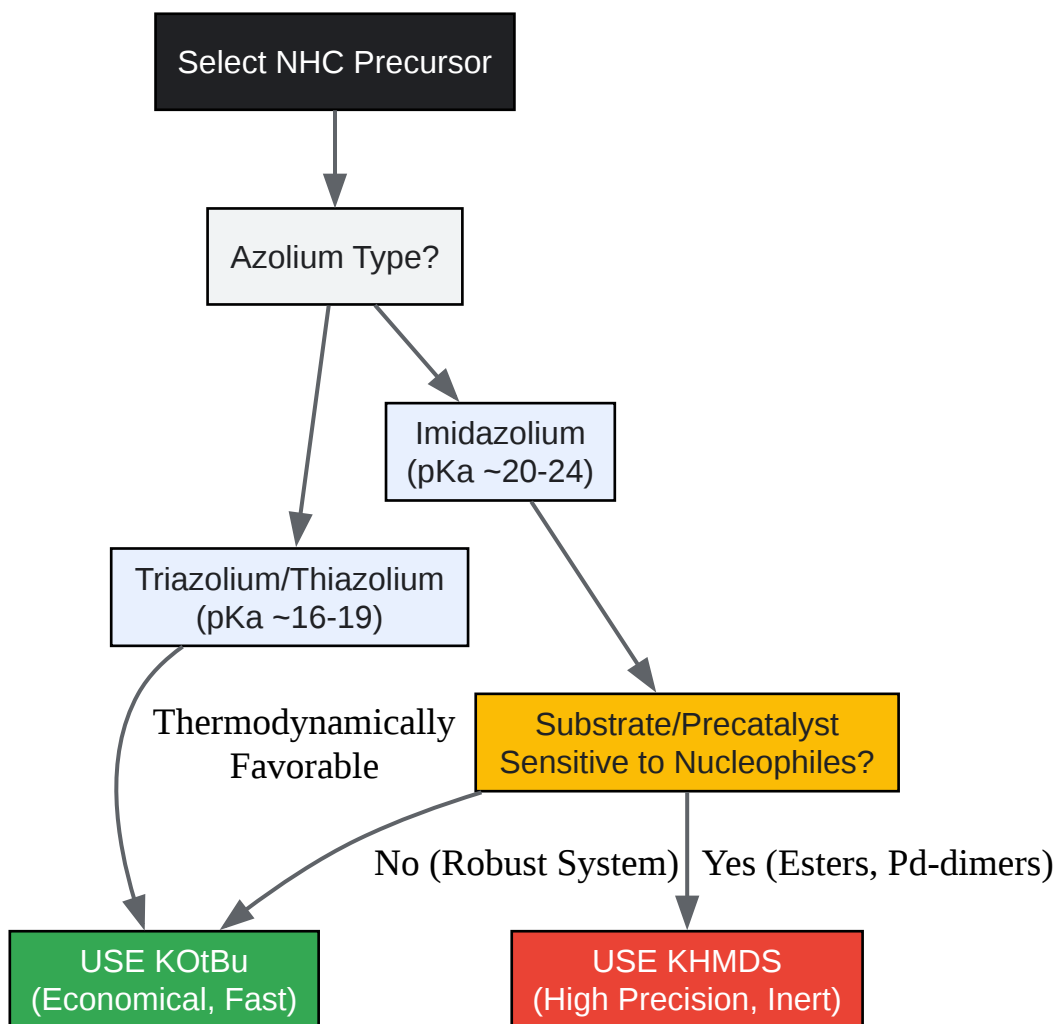 Select NHC Precursor
Azolium Type?
Imidazolium
(pKa ~20-24)
Triazolium/Thiazolium
(pKa ~16-19)
Thermodynamically
Favorable
Substrate/Precatalyst
Sensitive to Nucleophiles?
No (Robust System)
Yes (Esters, Pd-dimers)
USE KOtBu
(Economical, Fast)
USE KHMDS
(High Precision, Inert)